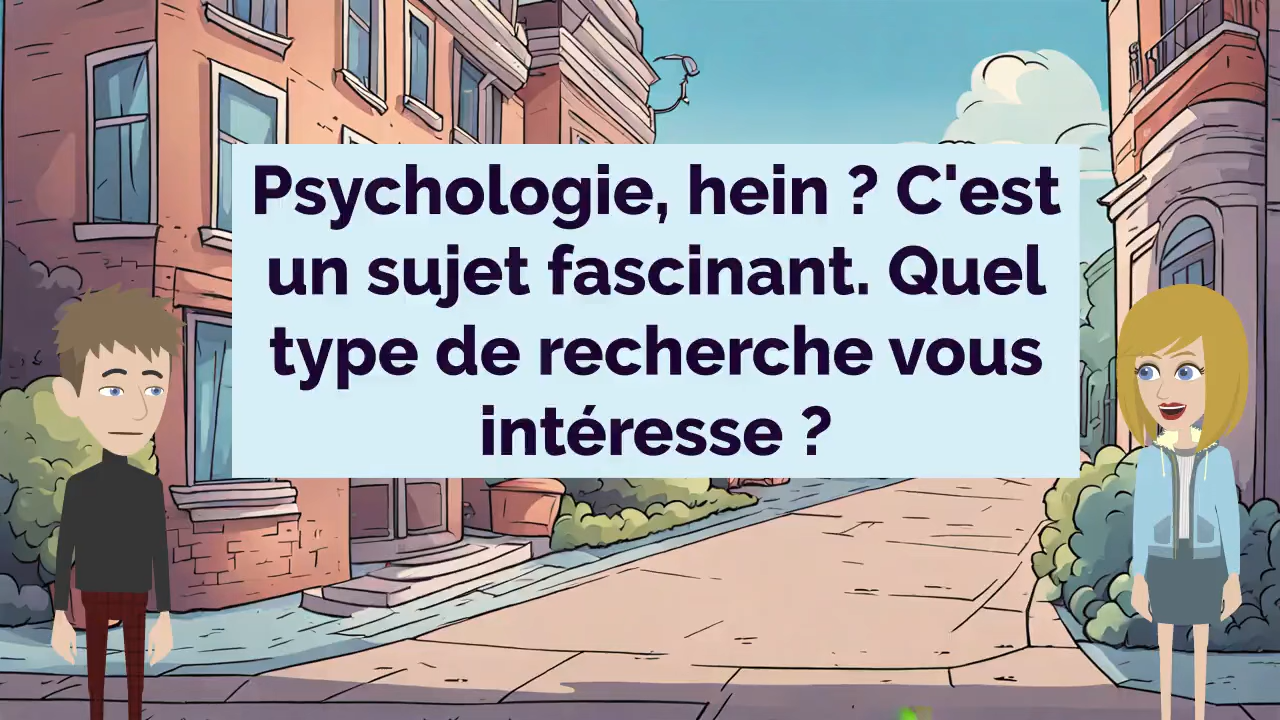 Psychologie, hein ? C'est
un sujet fascinant. Quel
type de recherche vous
intéresse ?